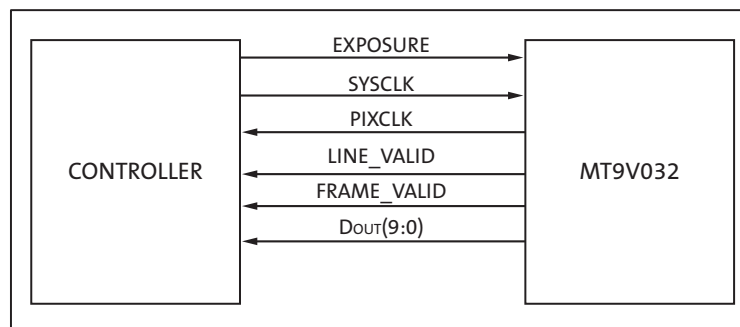 EXPOSURE
SYSCLK
PIXCLK
LINE_VALID
CONTROLLER
MT9V032
FRAME_VALID
DOUT(9:0)